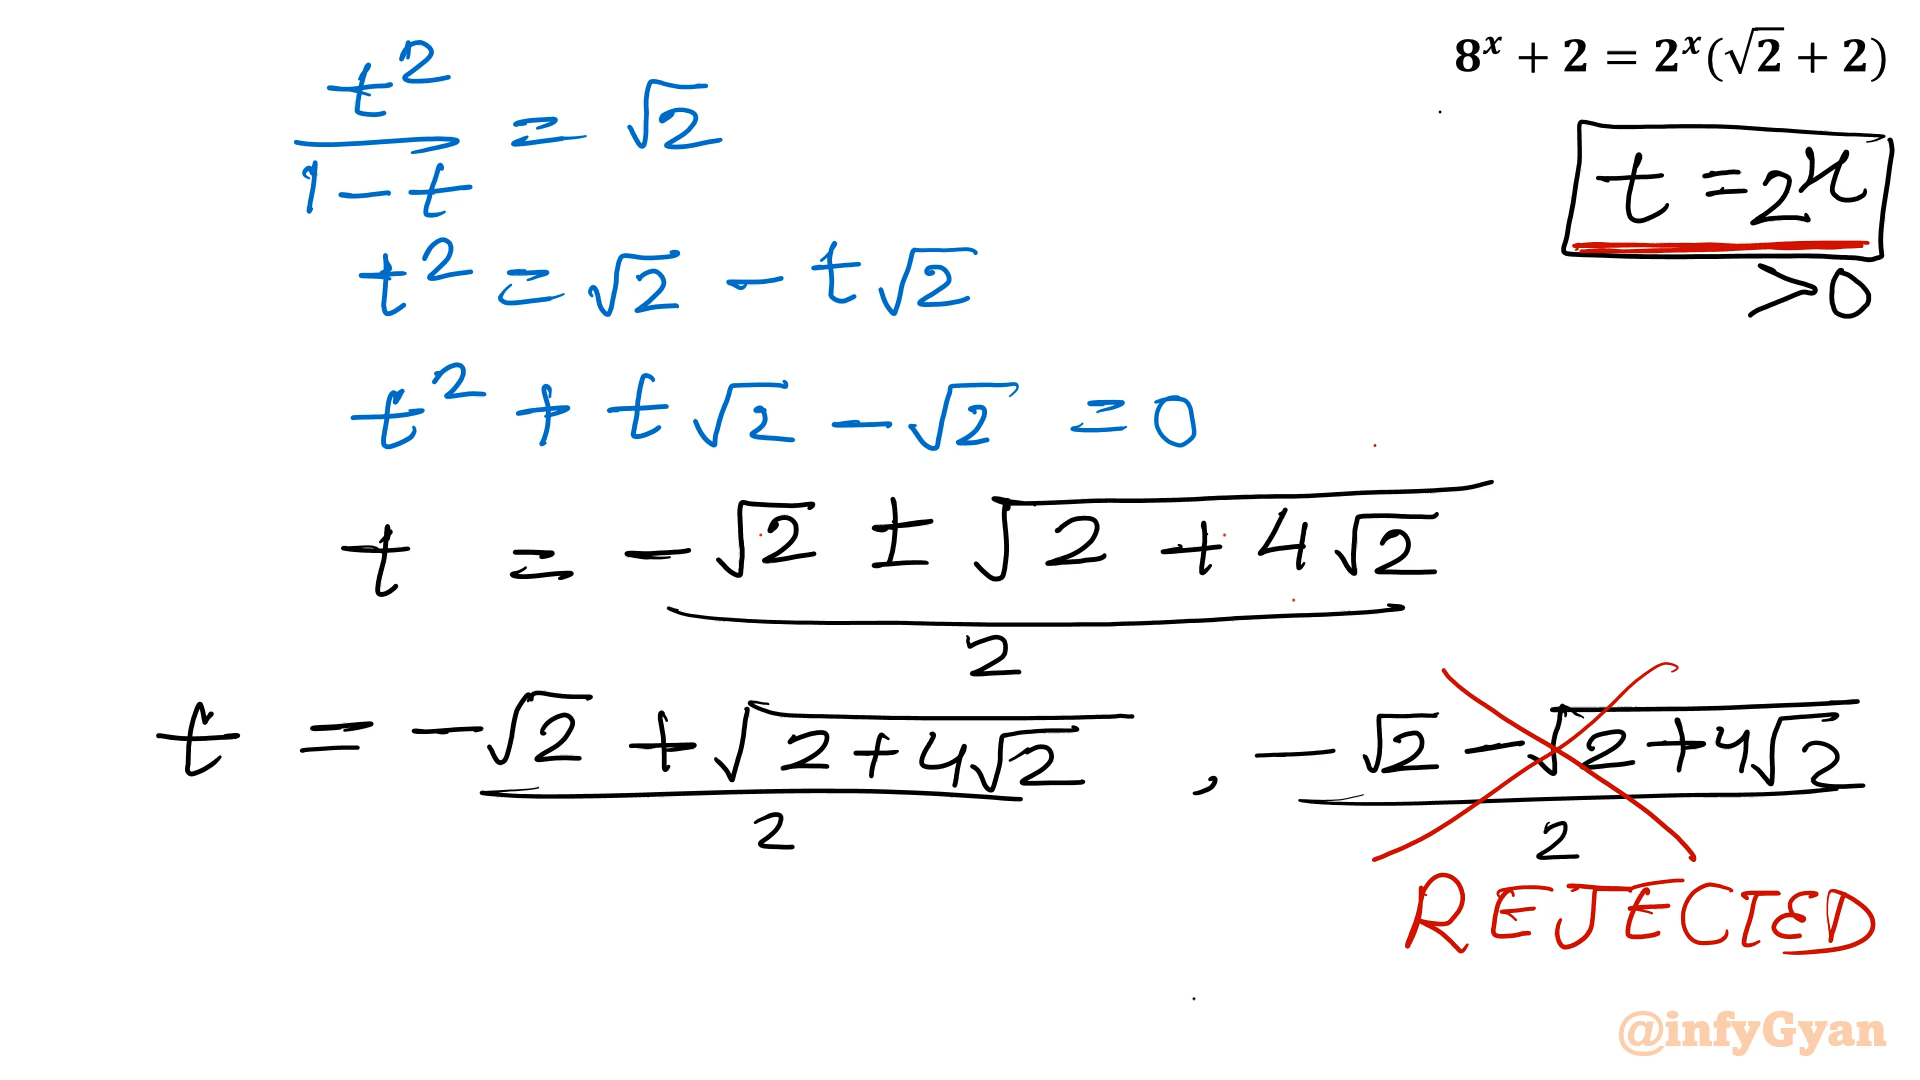 8^x + 2 = 2^x(√2 + 2)
t = 2^x
>0
t^2/(1 - t) = √2
t^2 = √2 - t√2
t^2 + t√2 - √2 = 0
t = (-√2 ± √(2 + 4√2))/2
t = (-√2 + √(2 + 4√2))/2 , (-√2 - √(2 + 4√2))/2
REJECTED
@infyGyan